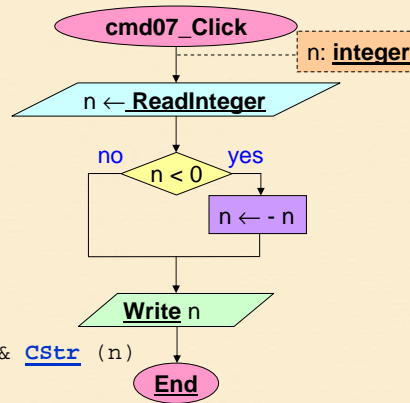 cmd07_Click
n: integer
n ← ReadInteger
no yes
n < 0
n ← - n
Write n
& CStr (n)
End